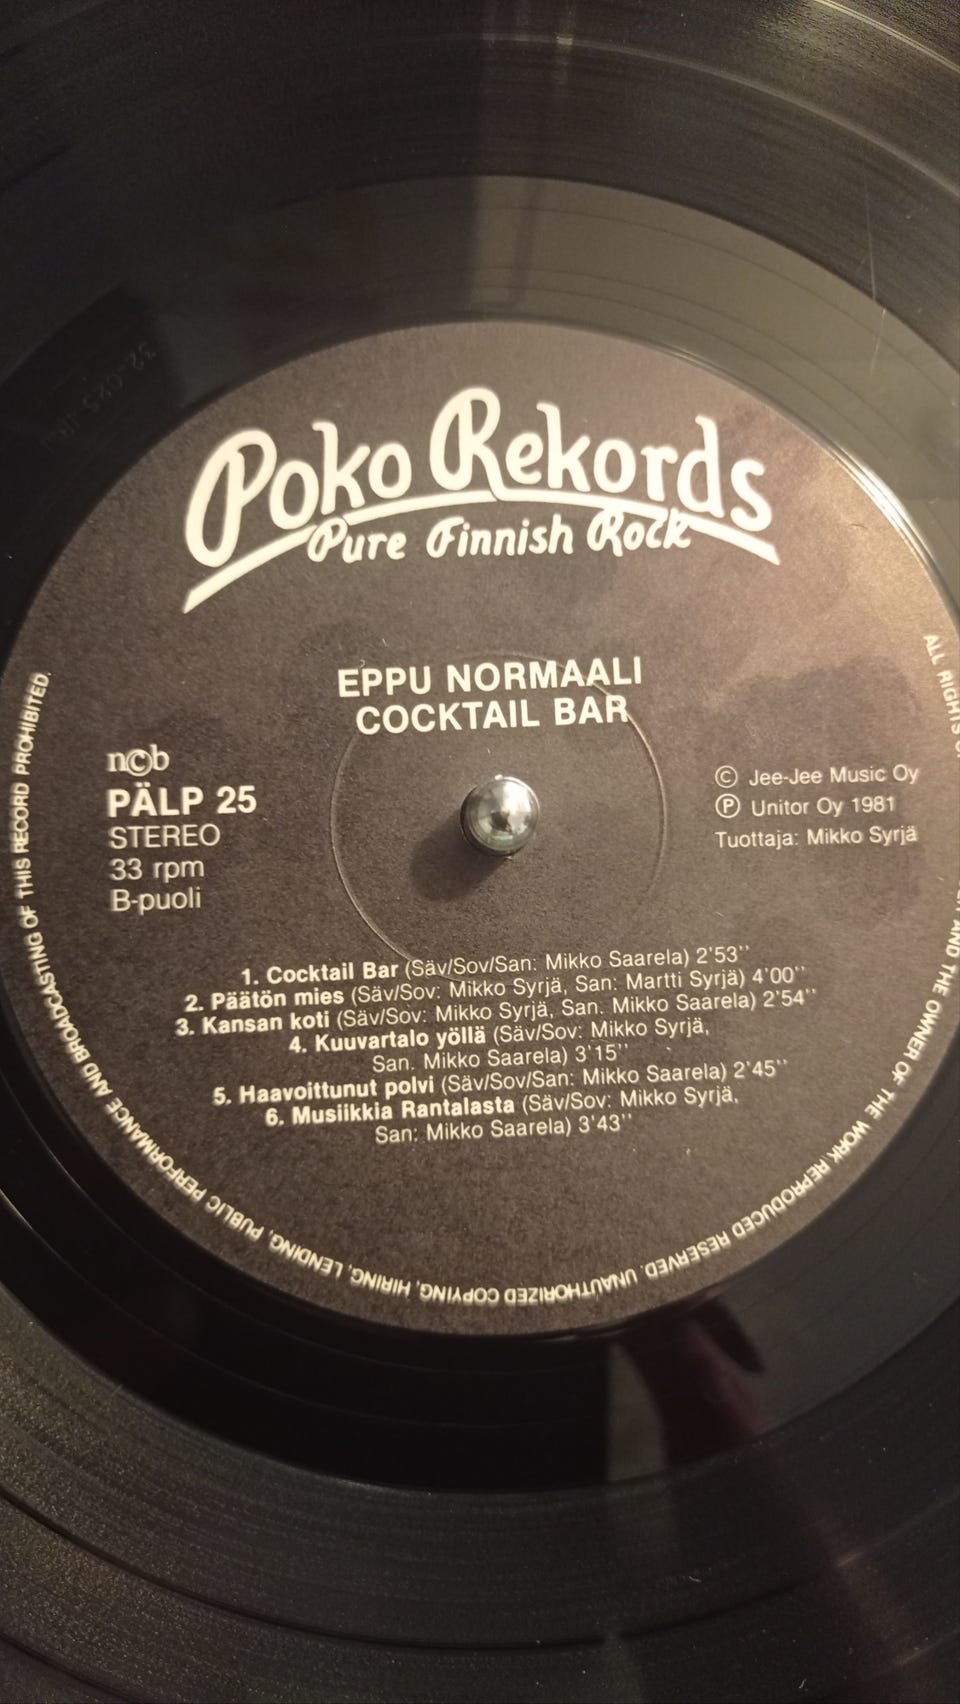 Poko Rekords
Pure Finnish Rock
EPPU NORMAALI
COCKTAIL BAR
ncb
PÄLP 25
STEREO
33 rpm
B-puoli
© Jee-Jee Music Oy
℗ Unitor Oy 1981
Tuottaja: Mikko Syrjä
1. Cocktail Bar (Säv/Sov/San: Mikko Saarela) 2'53''
2. Päätön mies (Säv/Sov: Mikko Syrjä, San: Martti Syrjä) 4'00''
3. Kansan koti (Säv/Sov: Mikko Syrjä, San. Mikko Saarela) 2'54''
4. Kuuvartalo yöllä (Säv/Sov: Mikko Syrjä,
San. Mikko Saarela) 3'15''
5. Haavoittunut polvi (Säv/Sov/San: Mikko Saarela) 2'45''
6. Musiikkia Rantalasta (Säv/Sov: Mikko Syrjä,
San: Mikko Saarela) 3'43''
ALL RIGHTS AND THE OWNER OF THE WORK REPRODUCED RESERVED. UNAUTHORIZED COPYING, HIRING, LENDING, PUBLIC PERFORMANCE AND BROADCASTING OF THIS RECORD PROHIBITED.